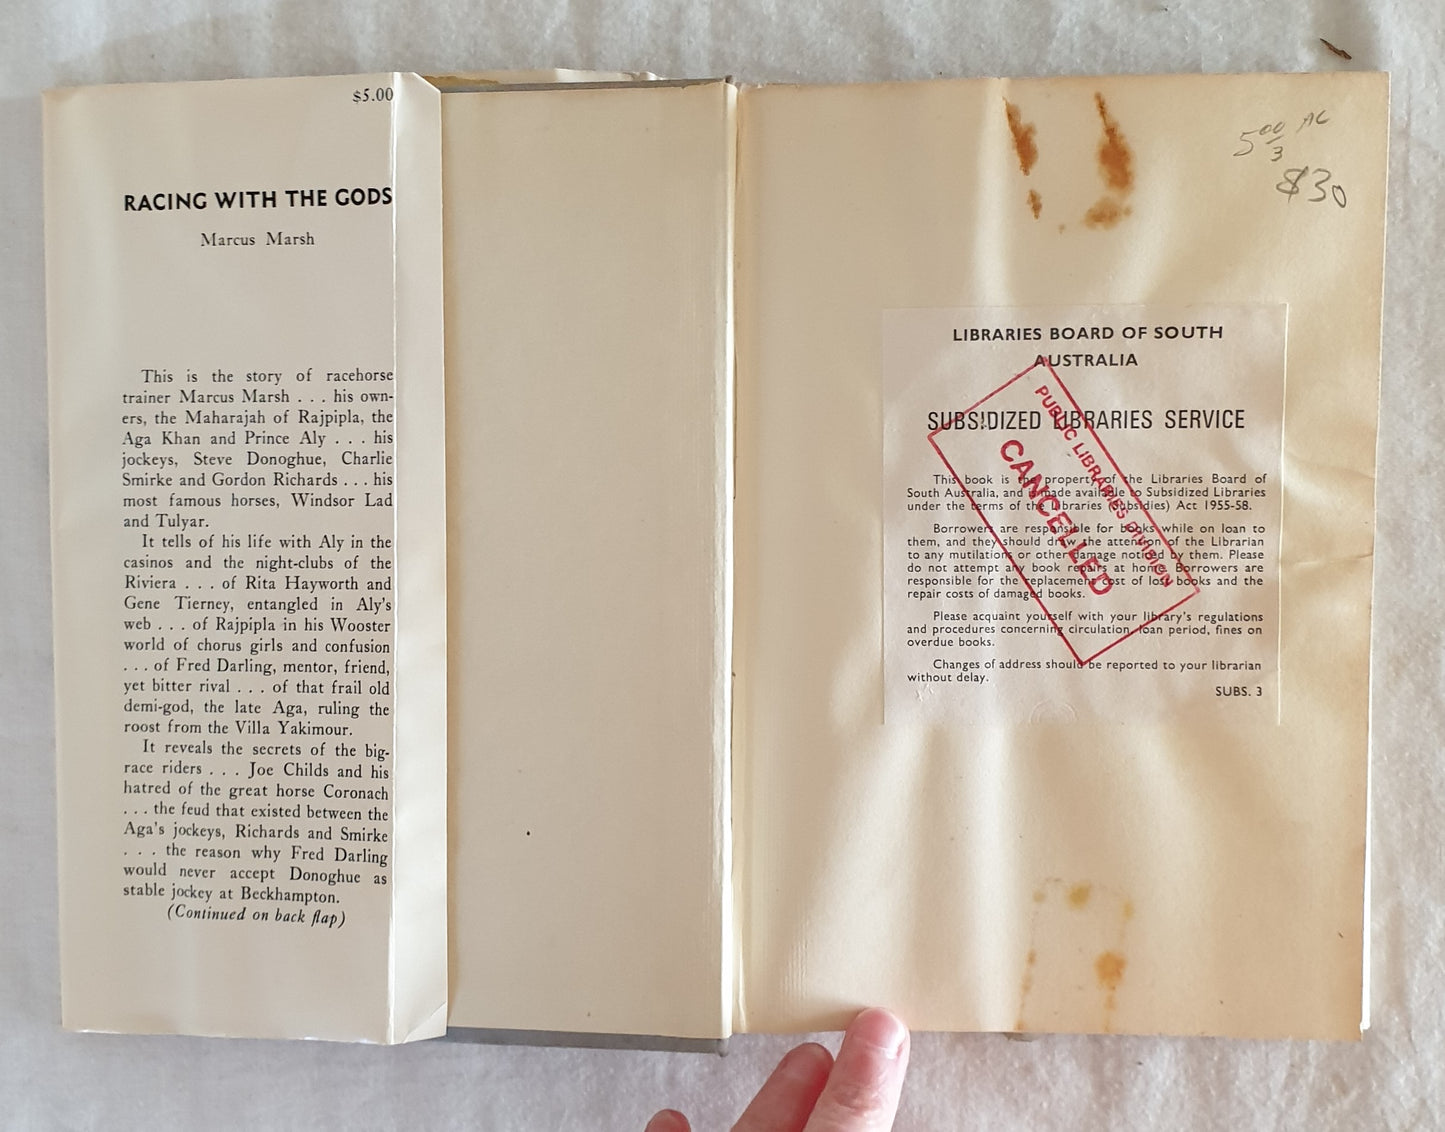 $5.00
RACING WITH THE GODS
Marcus Marsh
This is the story of racehorse
trainer Marcus Marsh . . . his own-
ers, the Maharajah of Rajpipla, the
Aga Khan and Prince Aly . . . his
jockeys, Steve Donoghue, Charlie
Smirke and Gordon Richards . . . his
most famous horses, Windsor Lad
and Tulyar.
It tells of his life with Aly in the
casinos and the night-clubs of the
Riviera . . . of Rita Hayworth and
Gene Tierney, entangled in Aly's
web . . . of Rajpipla in his Wooster
world of chorus girls and confusion
. . . of Fred Darling, mentor, friend,
yet bitter rival . . . of that frail old
demi-god, the late Aga, ruling the
roost from the Villa Yakimour.
It reveals the secrets of the big-
race riders . . . Joe Childs and his
hatred of the great horse Coronach
. . . the feud that existed between the
Aga's jockeys, Richards and Smirke
. . . the reason why Fred Darling
would never accept Donoghue as
stable jockey at Beckhampton.
(Continued on back flap)
5 00/3 AC
$30
LIBRARIES BOARD OF SOUTH
AUSTRALIA
SUBSIDIZED LIBRARIES SERVICE
This book is the property of the Libraries Board of
South Australia, and is made available to Subsidized Libraries
under the terms of the Libraries (Subsidies) Act 1955-58.
Borrowers are responsible for books while on loan to
them, and they should draw the attention of the Librarian
to any mutilations or other damage noticed by them. Please
do not attempt any book repairs at home. Borrowers are
responsible for the replacement cost of lost books and the
repair costs of damaged books.
Please acquaint yourself with your library's regulations
and procedures concerning circulation, loan period, fines on
overdue books.
Changes of address should be reported to your librarian
without delay.
SUBS. 3
PUBLIC LIBRARIES DIVISION
CANCELLED